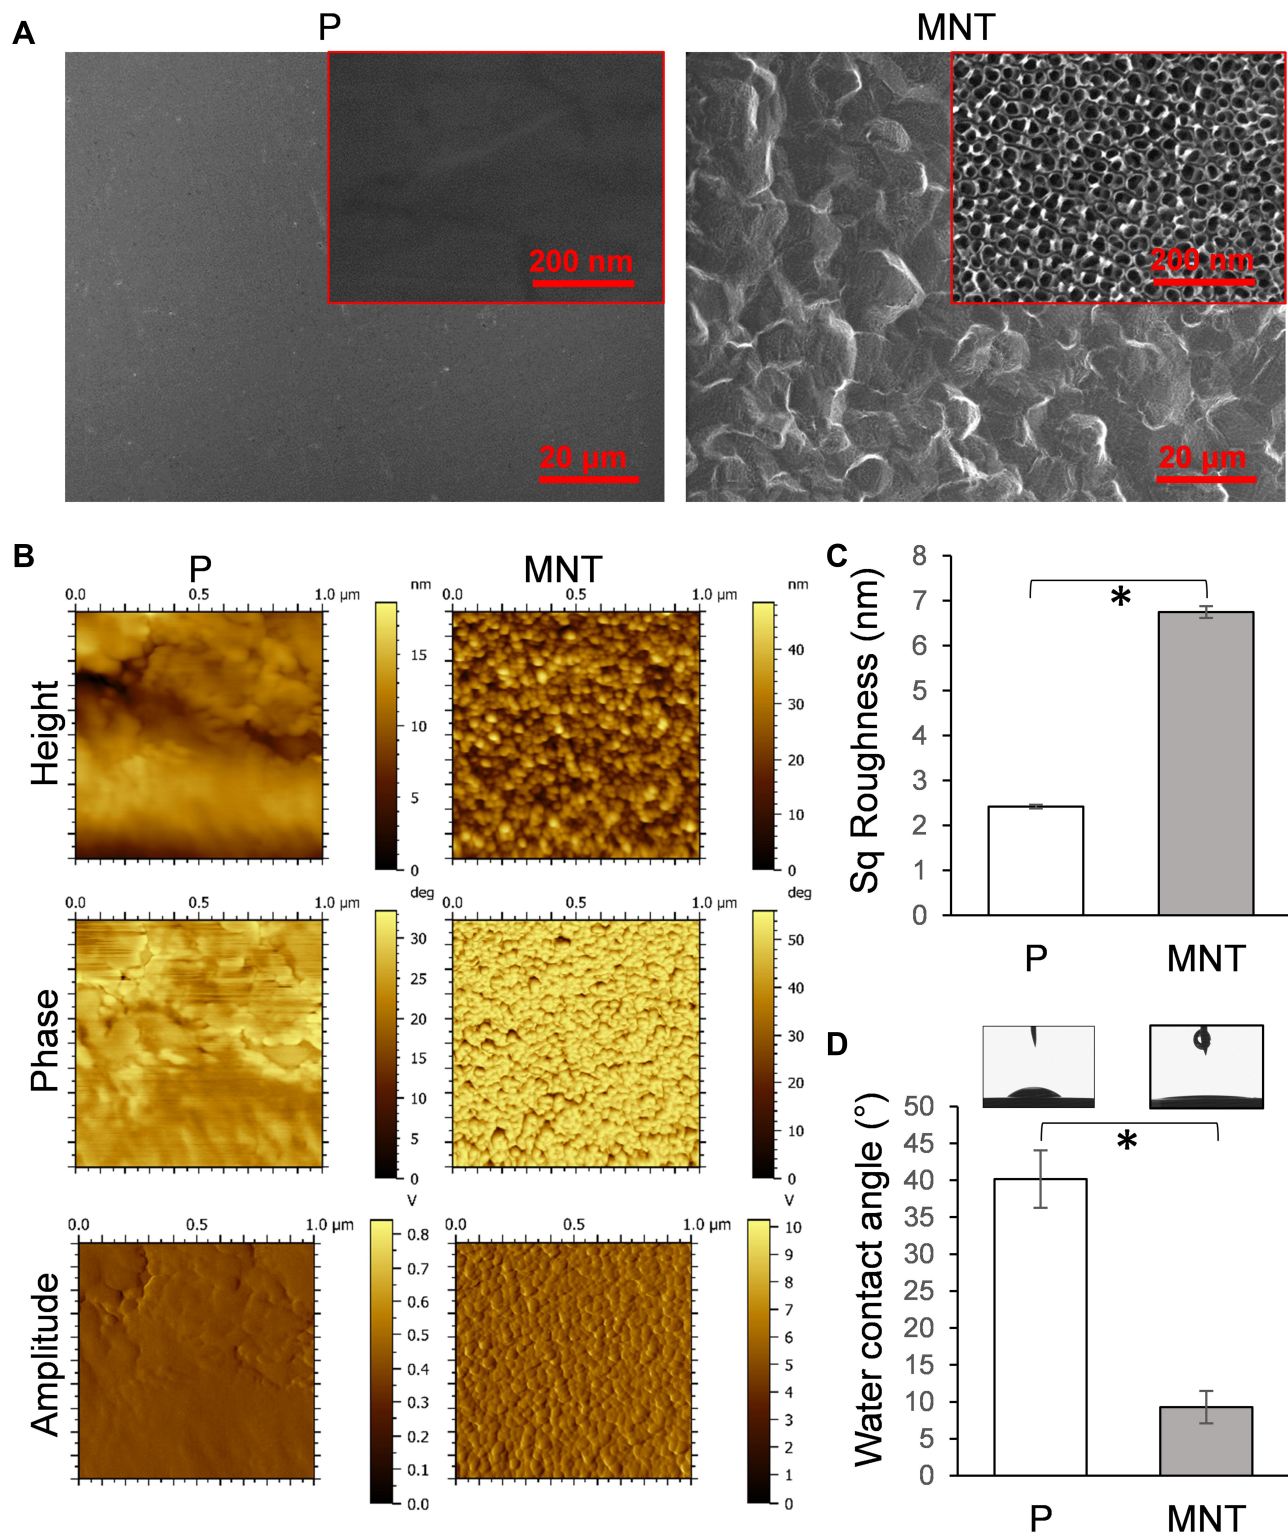 A
P
MNT
200 nm
20 µm
200 nm
20 µm
B
P
MNT
Height
0.0 0.5 1.0 µm
nm
15
10
5
0
0.0 0.5 1.0 µm
nm
40
30
20
10
0
Phase
0.0 0.5 1.0 µm
deg
30
25
20
15
10
5
0
0.0 0.5 1.0 µm
deg
50
40
30
20
10
0
Amplitude
0.0 0.5 1.0 µm
V
0.8
0.7
0.6
0.5
0.4
0.3
0.2
0.1
0.0
0.0 0.5 1.0 µm
V
10
9
8
7
6
5
4
3
2
1
0
C
Sq Roughness (nm)
8
7
6
5
4
3
2
1
0
*
P MNT
D
Water contact angle (°)
50
45
40
35
30
25
20
15
10
5
0
*
P MNT